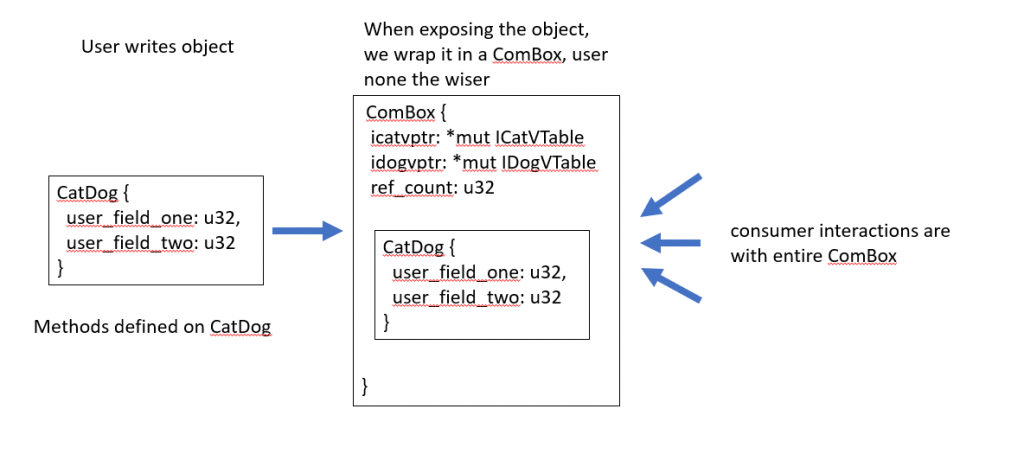 User writes object
When exposing the object,
we wrap it in a ComBox, user
none the wiser
CatDog {
user_field_one: u32,
user_field_two: u32
}
Methods defined on CatDog
ComBox {
icatvptr: *mut ICatVTable
idogvptr: *mut IDogVTable
ref_count: u32
CatDog {
user_field_one: u32,
user_field_two: u32
}
}
consumer interactions are
with entire ComBox